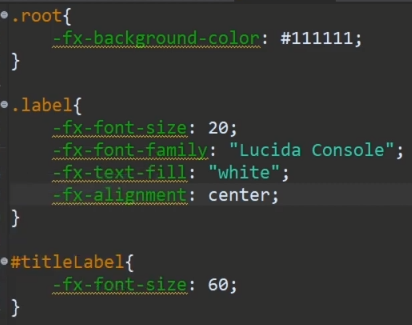 .root{
-fx-background-color: #111111;
}
.label{
-fx-font-size: 20;
-fx-font-family: "Lucida Console";
-fx-text-fill: "white";
-fx-alignment: center;
}
#titleLabel{
-fx-font-size: 60;
}